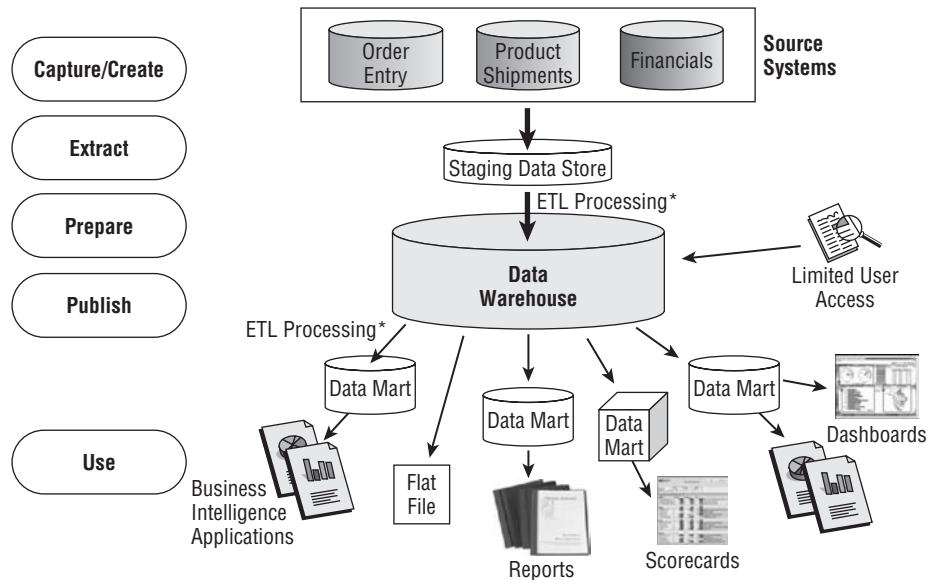 Capture/Create
Order
Entry
Product
Shipments
Financials
Source
Systems
Extract
Staging Data Store
ETL Processing*
Prepare
Data
Warehouse
Limited User
Access
Publish
ETL Processing*
Data Mart
Data Mart
Data
Mart
Data Mart
Dashboards
Use
Business
Intelligence
Applications
Flat
File
Reports
Scorecards